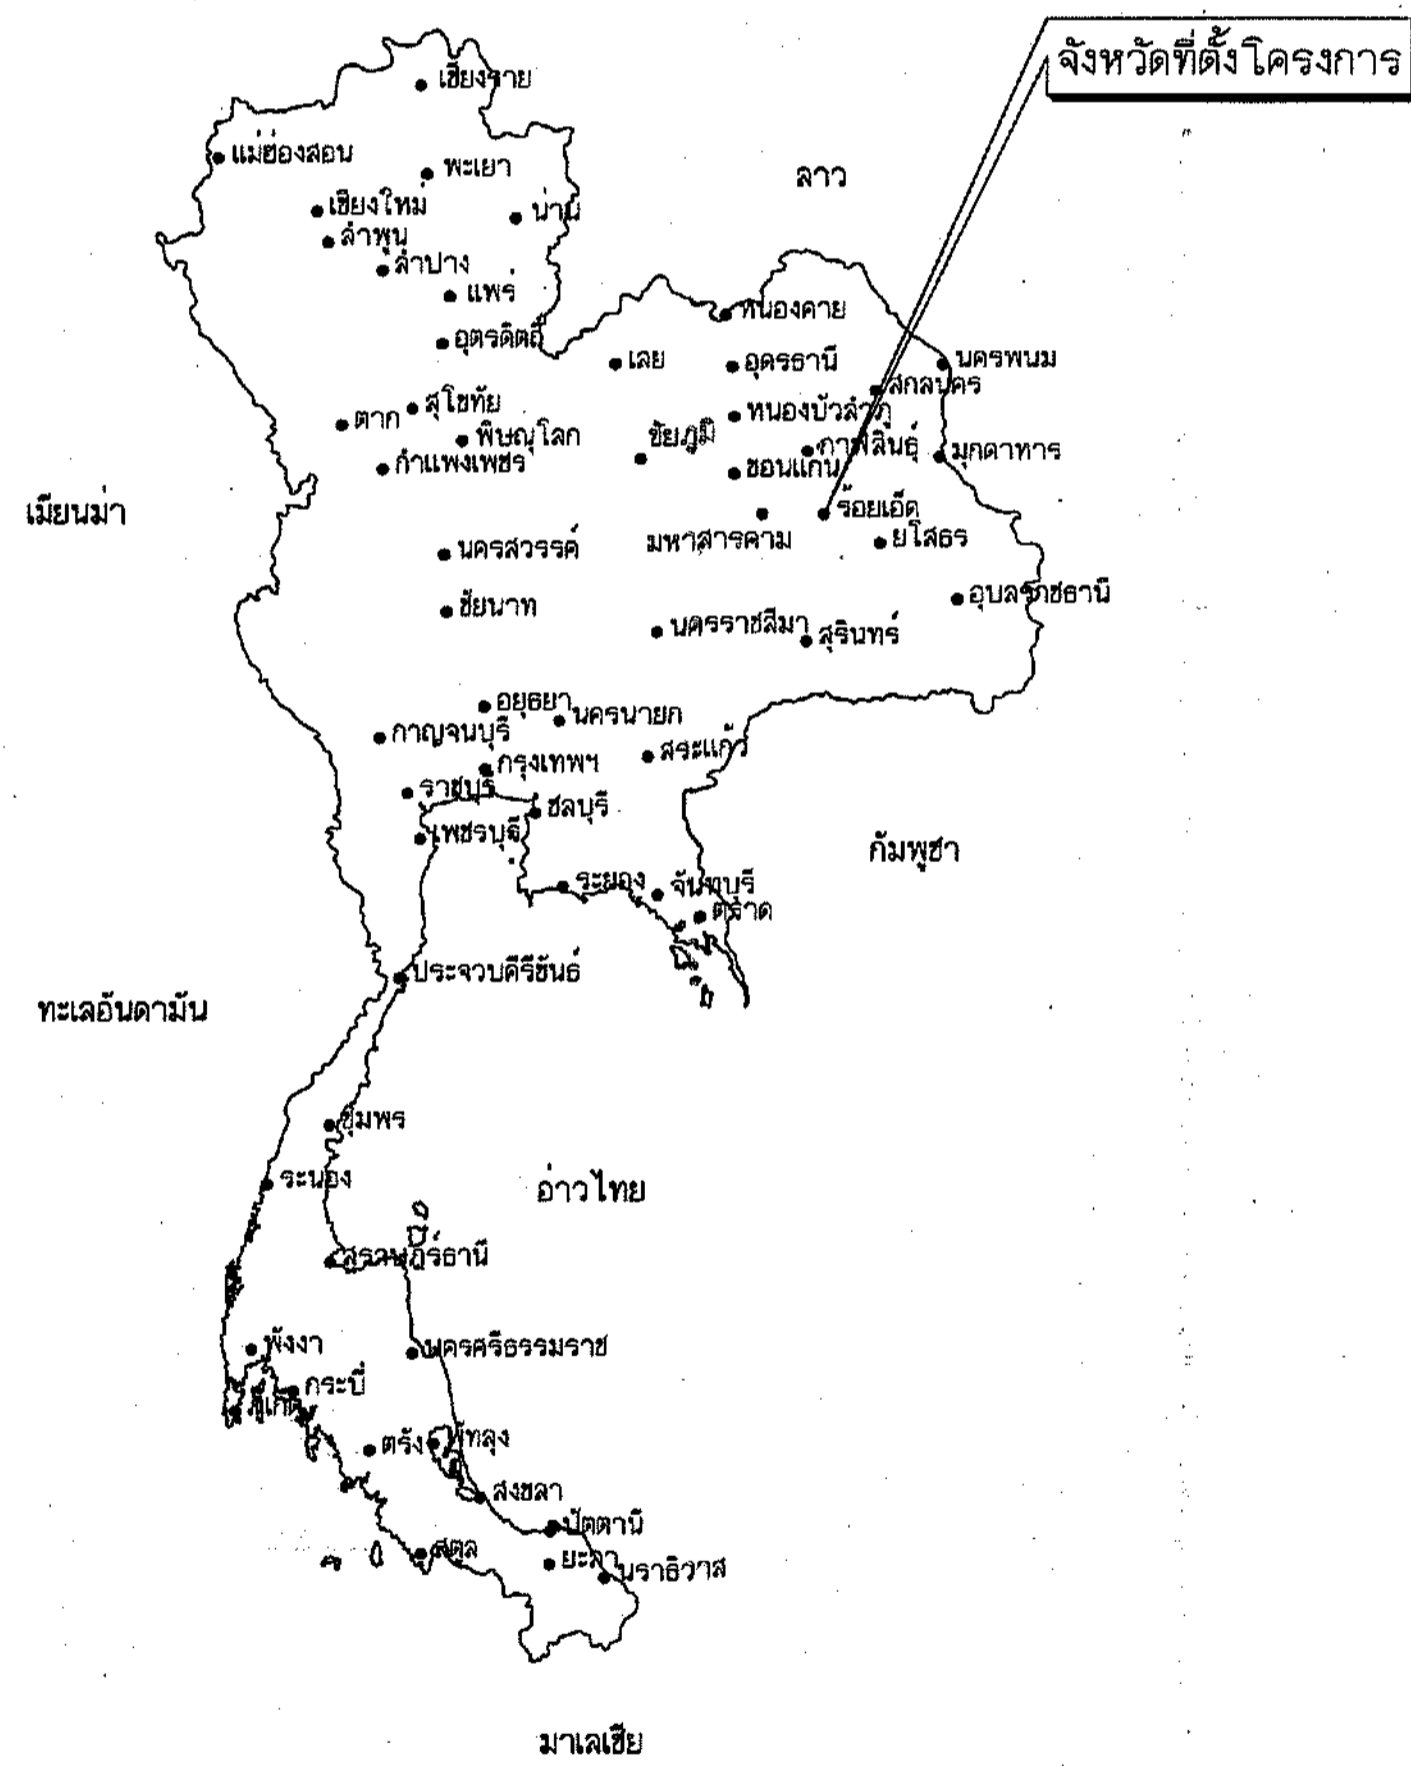 จังหวัดที่ตั้งโครงการ
เชียงราย
แม่ฮ่องสอน
พะเยา
ลาว
เชียงใหม่
น่าน
ลำพูน
ลำปาง
แพร่
หนองคาย
อุตรดิตถ์
เลย
อุดรธานี
นครพนม
สกลนคร
สุโขทัย
ตาก
หนองบัวลำภู
พิษณุโลก
ชัยภูมิ
กาฬสินธุ์
มุกดาหาร
กำแพงเพชร
ขอนแก่น
เมียนม่า
ร้อยเอ็ด
มหาสารคาม
ยโสธร
นครสวรรค์
อุบลราชธานี
ชัยนาท
นครราชสีมา
สุรินทร์
อยุธยา
นครนายก
กาญจนบุรี
สระแก้ว
กรุงเทพฯ
ราชบุรี
ชลบุรี
เพชรบุรี
กัมพูชา
ระยอง
จันทบุรี
ตราด
ประจวบคีรีขันธ์
ทะเลอันดามัน
ชุมพร
ระนอง
อ่าวไทย
สุราษฎร์ธานี
พังงา
นครศรีธรรมราช
กระบี่
ภูเก็ต
ตรัง
พัทลุง
สงขลา
ปัตตานี
สตูล
ยะลา
นราธิวาส
มาเลเซีย